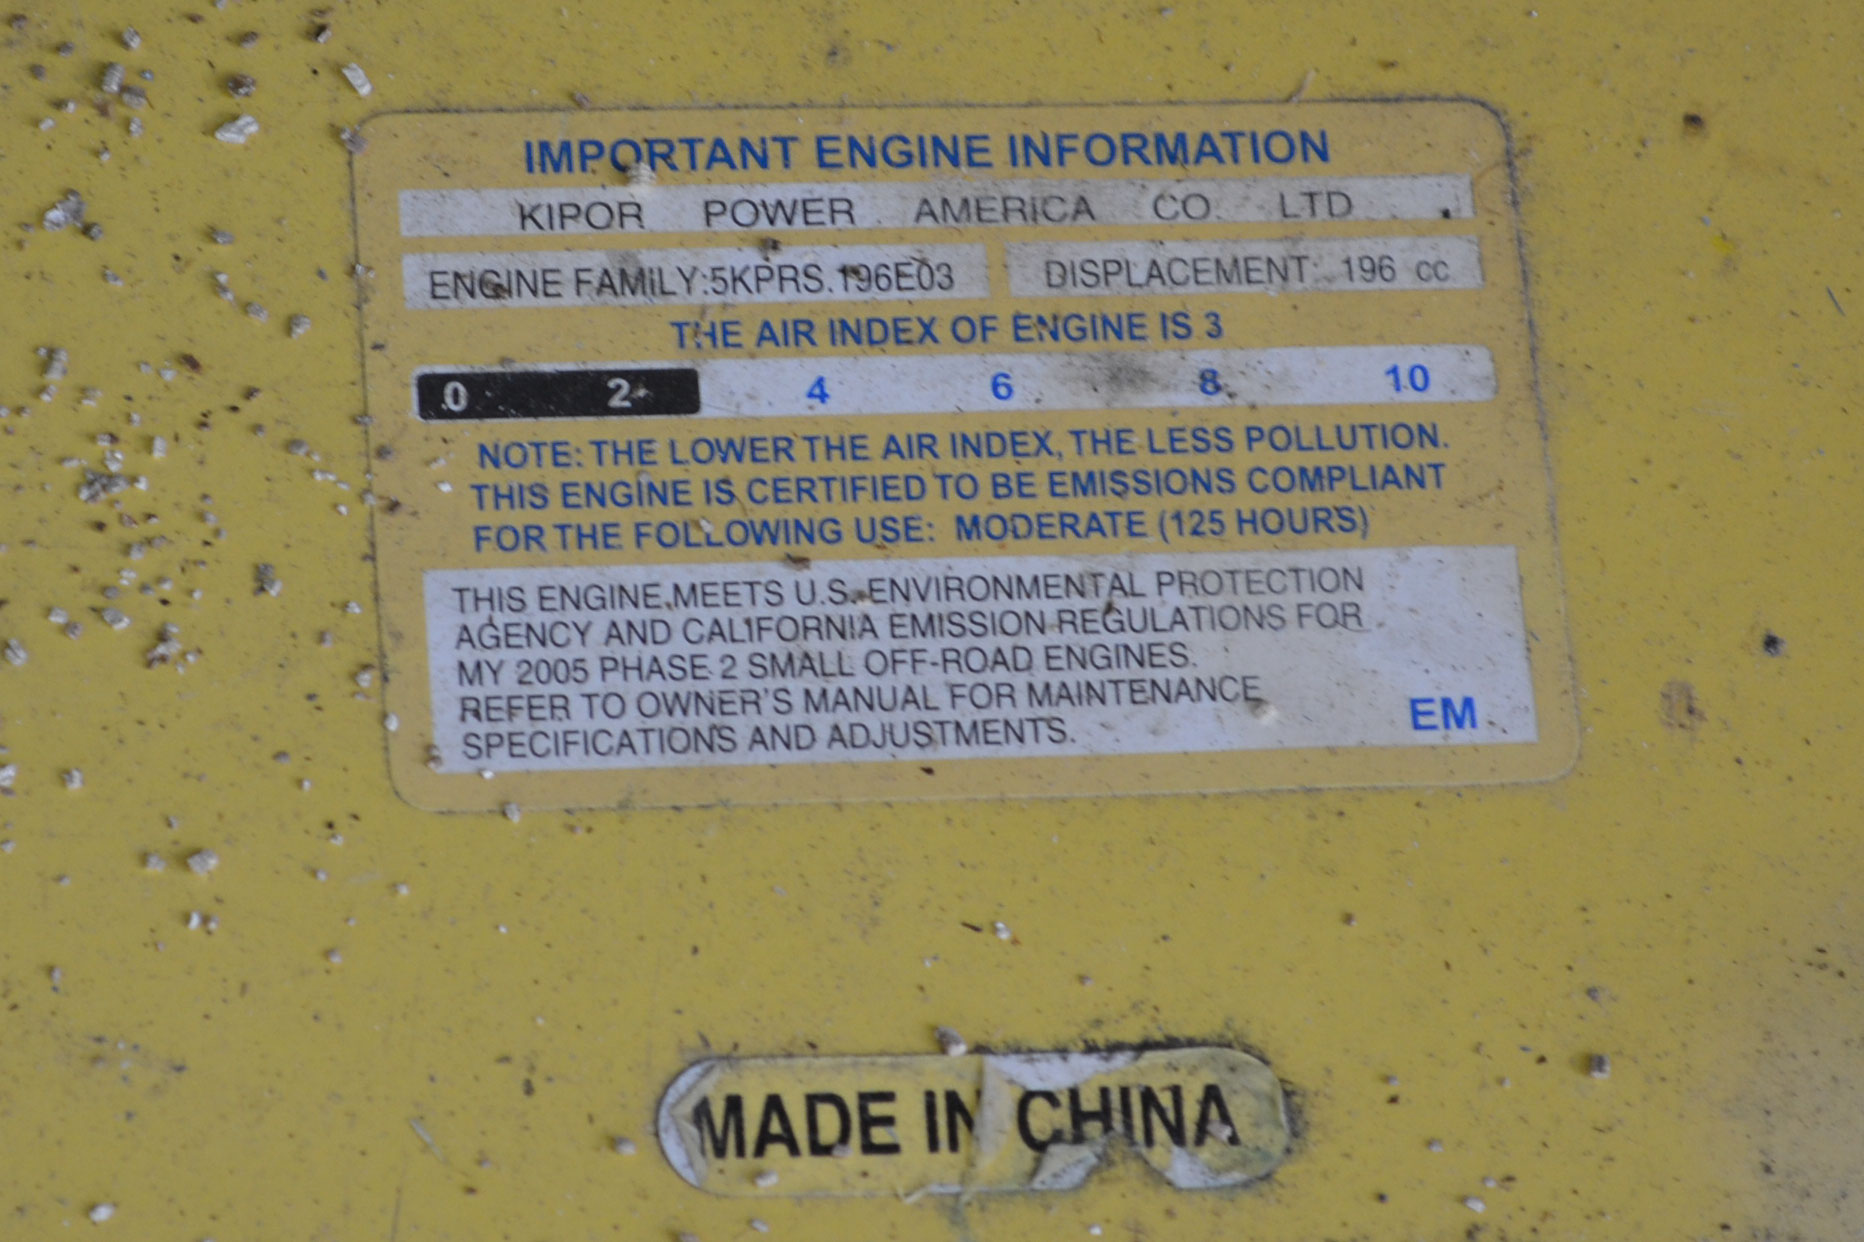 IMPORTANT ENGINE INFORMATION
KIPOR POWER AMERICA CO. LTD
ENGINE FAMILY:5KPRS.196E03 DISPLACEMENT: 196 cc
THE AIR INDEX OF ENGINE IS 3
0 2 4 6 8 10
NOTE: THE LOWER THE AIR INDEX, THE LESS POLLUTION.
THIS ENGINE IS CERTIFIED TO BE EMISSIONS COMPLIANT
FOR THE FOLLOWING USE: MODERATE (125 HOURS)
THIS ENGINE MEETS U.S. ENVIRONMENTAL PROTECTION
AGENCY AND CALIFORNIA EMISSION REGULATIONS FOR
MY 2005 PHASE 2 SMALL OFF-ROAD ENGINES.
REFER TO OWNER'S MANUAL FOR MAINTENANCE
SPECIFICATIONS AND ADJUSTMENTS.
EM
MADE IN CHINA